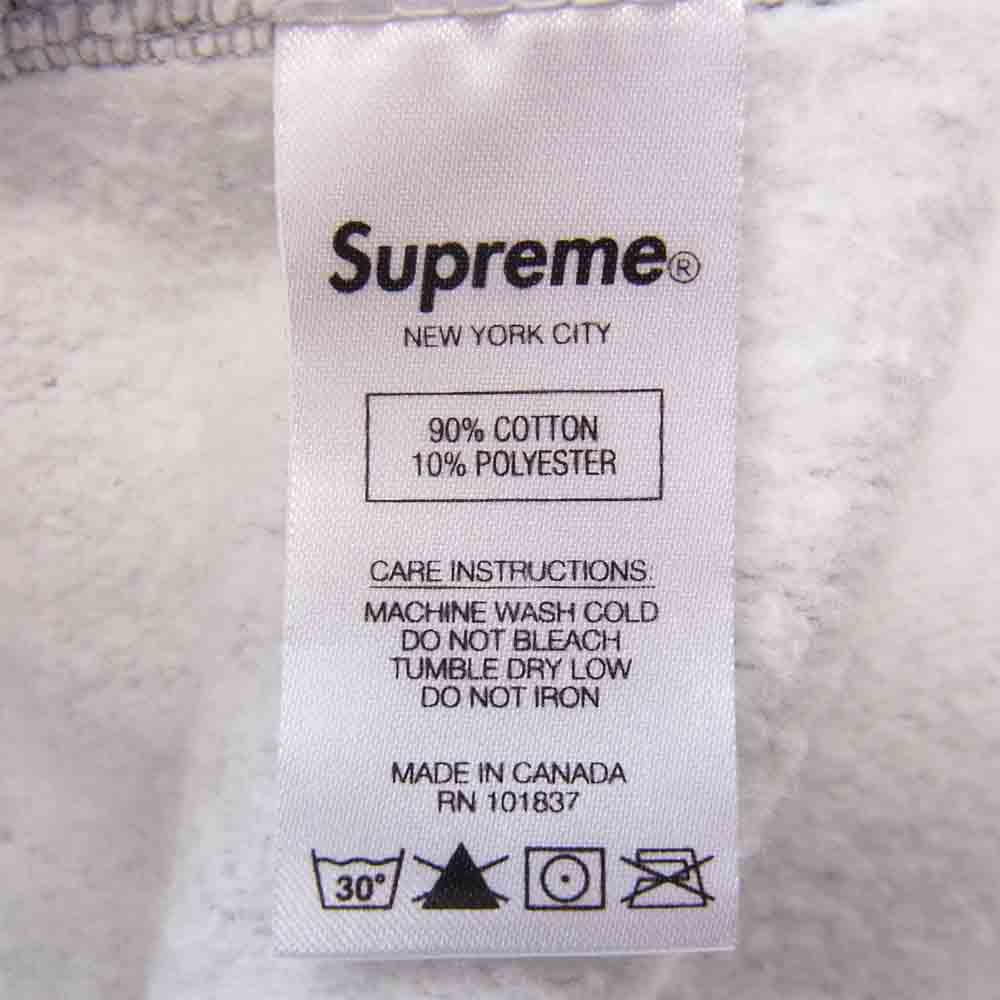 Supreme®
NEW YORK CITY
90% COTTON
10% POLYESTER
CARE INSTRUCTIONS
MACHINE WASH COLD
DO NOT BLEACH
TUMBLE DRY LOW
DO NOT IRON
MADE IN CANADA
RN 101837
30°